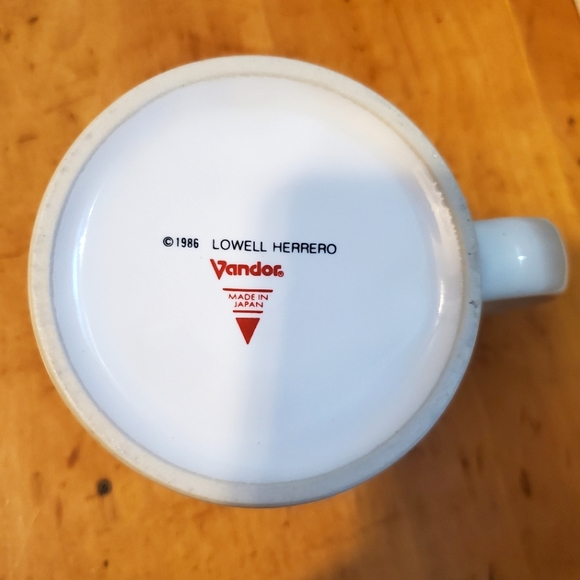 ©1986 LOWELL HERRERO
Vandor®
MADE IN
JAPAN